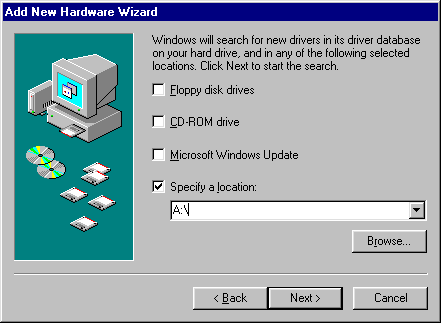 Add New Hardware Wizard
Windows will search for new drivers in its driver database
on your hard drive, and in any of the following selected
locations. Click Next to start the search.
Floppy disk drives
CD-ROM drive
Microsoft Windows Update
Specify a location:
A:\
Browse...
< Back
Next >
Cancel